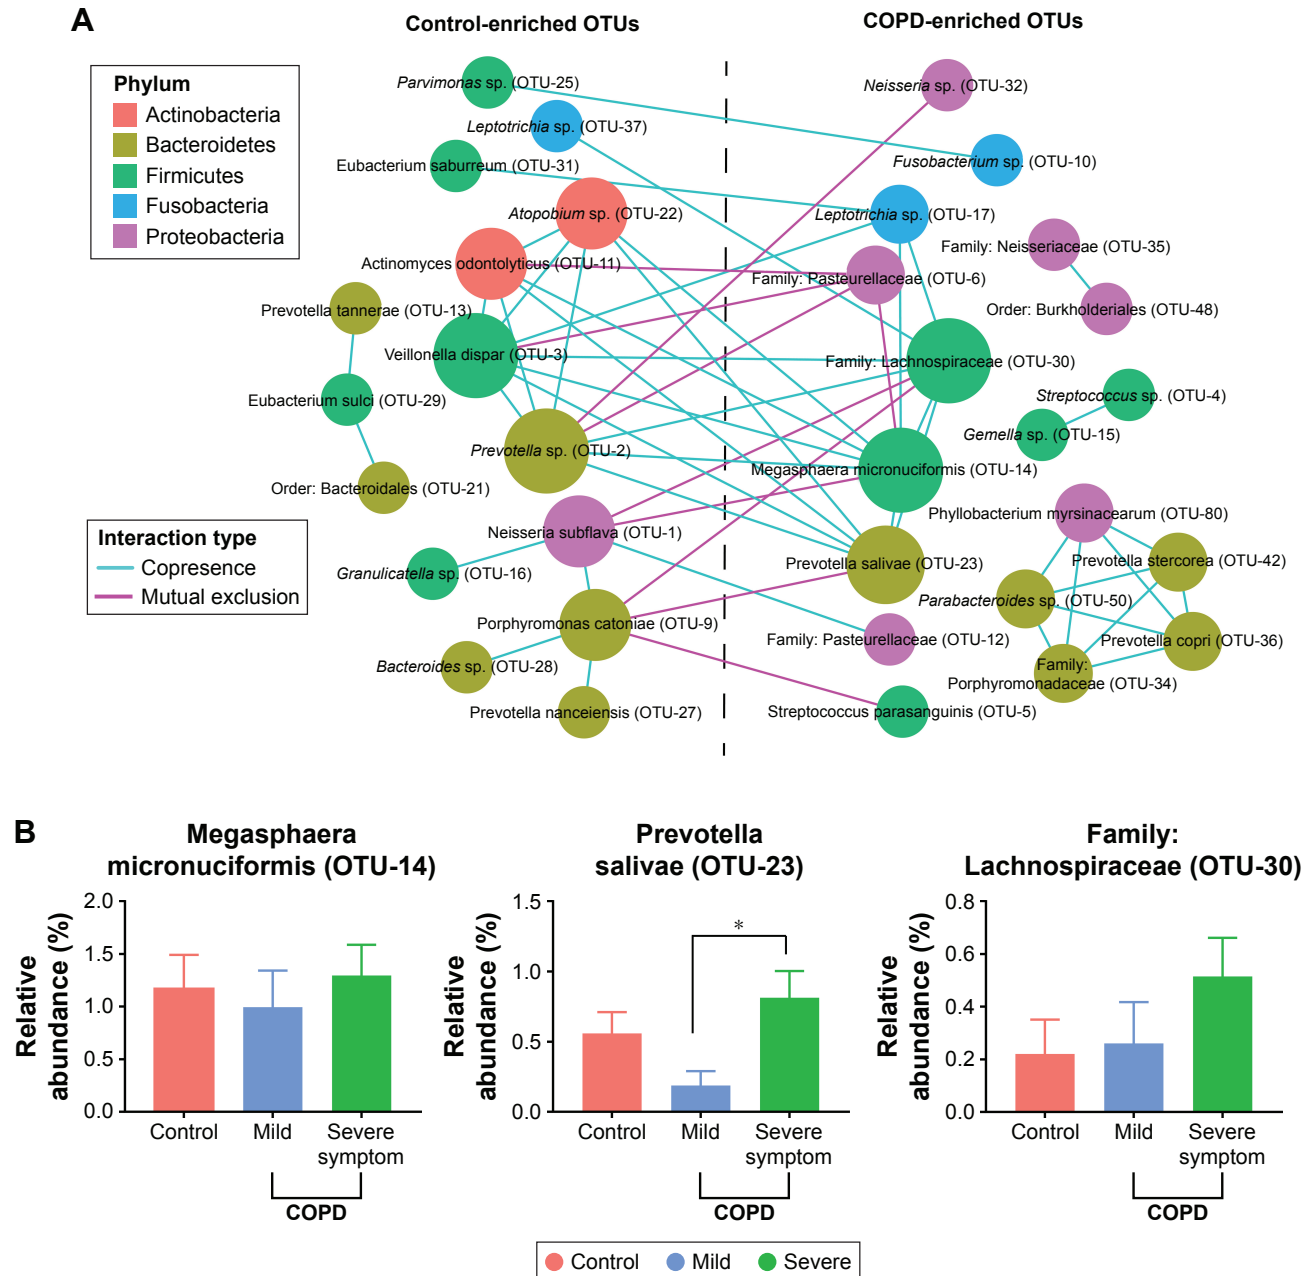 A
Control-enriched OTUs
COPD-enriched OTUs
Phylum
Actinobacteria
Bacteroidetes
Firmicutes
Fusobacteria
Proteobacteria
Parvimonas sp. (OTU-25)
Leptotrichia sp. (OTU-37)
Eubacterium saburreum (OTU-31)
Atopobium sp. (OTU-22)
Actinomyces odontolyticus (OTU-11)
Prevotella tannerae (OTU-13)
Veillonella dispar (OTU-3)
Eubacterium sulci (OTU-29)
Prevotella sp. (OTU-2)
Order: Bacteroidales (OTU-21)
Neisseria subflava (OTU-1)
Granulicatella sp. (OTU-16)
Porphyromonas catoniae (OTU-9)
Bacteroides sp. (OTU-28)
Prevotella nanceiensis (OTU-27)
Neisseria sp. (OTU-32)
Fusobacterium sp. (OTU-10)
Leptotrichia sp. (OTU-17)
Family: Neisseriaceae (OTU-35)
Family: Pasteurellaceae (OTU-6)
Order: Burkholderiales (OTU-48)
Family: Lachnospiraceae (OTU-30)
Streptococcus sp. (OTU-4)
Gemella sp. (OTU-15)
Megasphaera micronuciformis (OTU-14)
Phyllobacterium myrsinacearum (OTU-80)
Prevotella salivae (OTU-23)
Prevotella stercorea (OTU-42)
Parabacteroides sp. (OTU-50)
Family: Pasteurellaceae (OTU-12)
Prevotella copri (OTU-36)
Family:
Porphyromonadaceae (OTU-34)
Streptococcus parasanguinis (OTU-5)
Interaction type
Copresence
Mutual exclusion
B
Megasphaera
micronuciformis (OTU-14)
Relative
abundance (%)
2.0
1.5
1.0
0.5
0.0
Control
Mild
Severe
symptom
COPD
Prevotella
salivae (OTU-23)
Relative
abundance (%)
1.5
1.0
0.5
0.0
*
Control
Mild
Severe
symptom
COPD
Family:
Lachnospiraceae (OTU-30)
Relative
abundance (%)
0.8
0.6
0.4
0.2
0.0
Control
Mild
Severe
symptom
COPD
Control
Mild
Severe